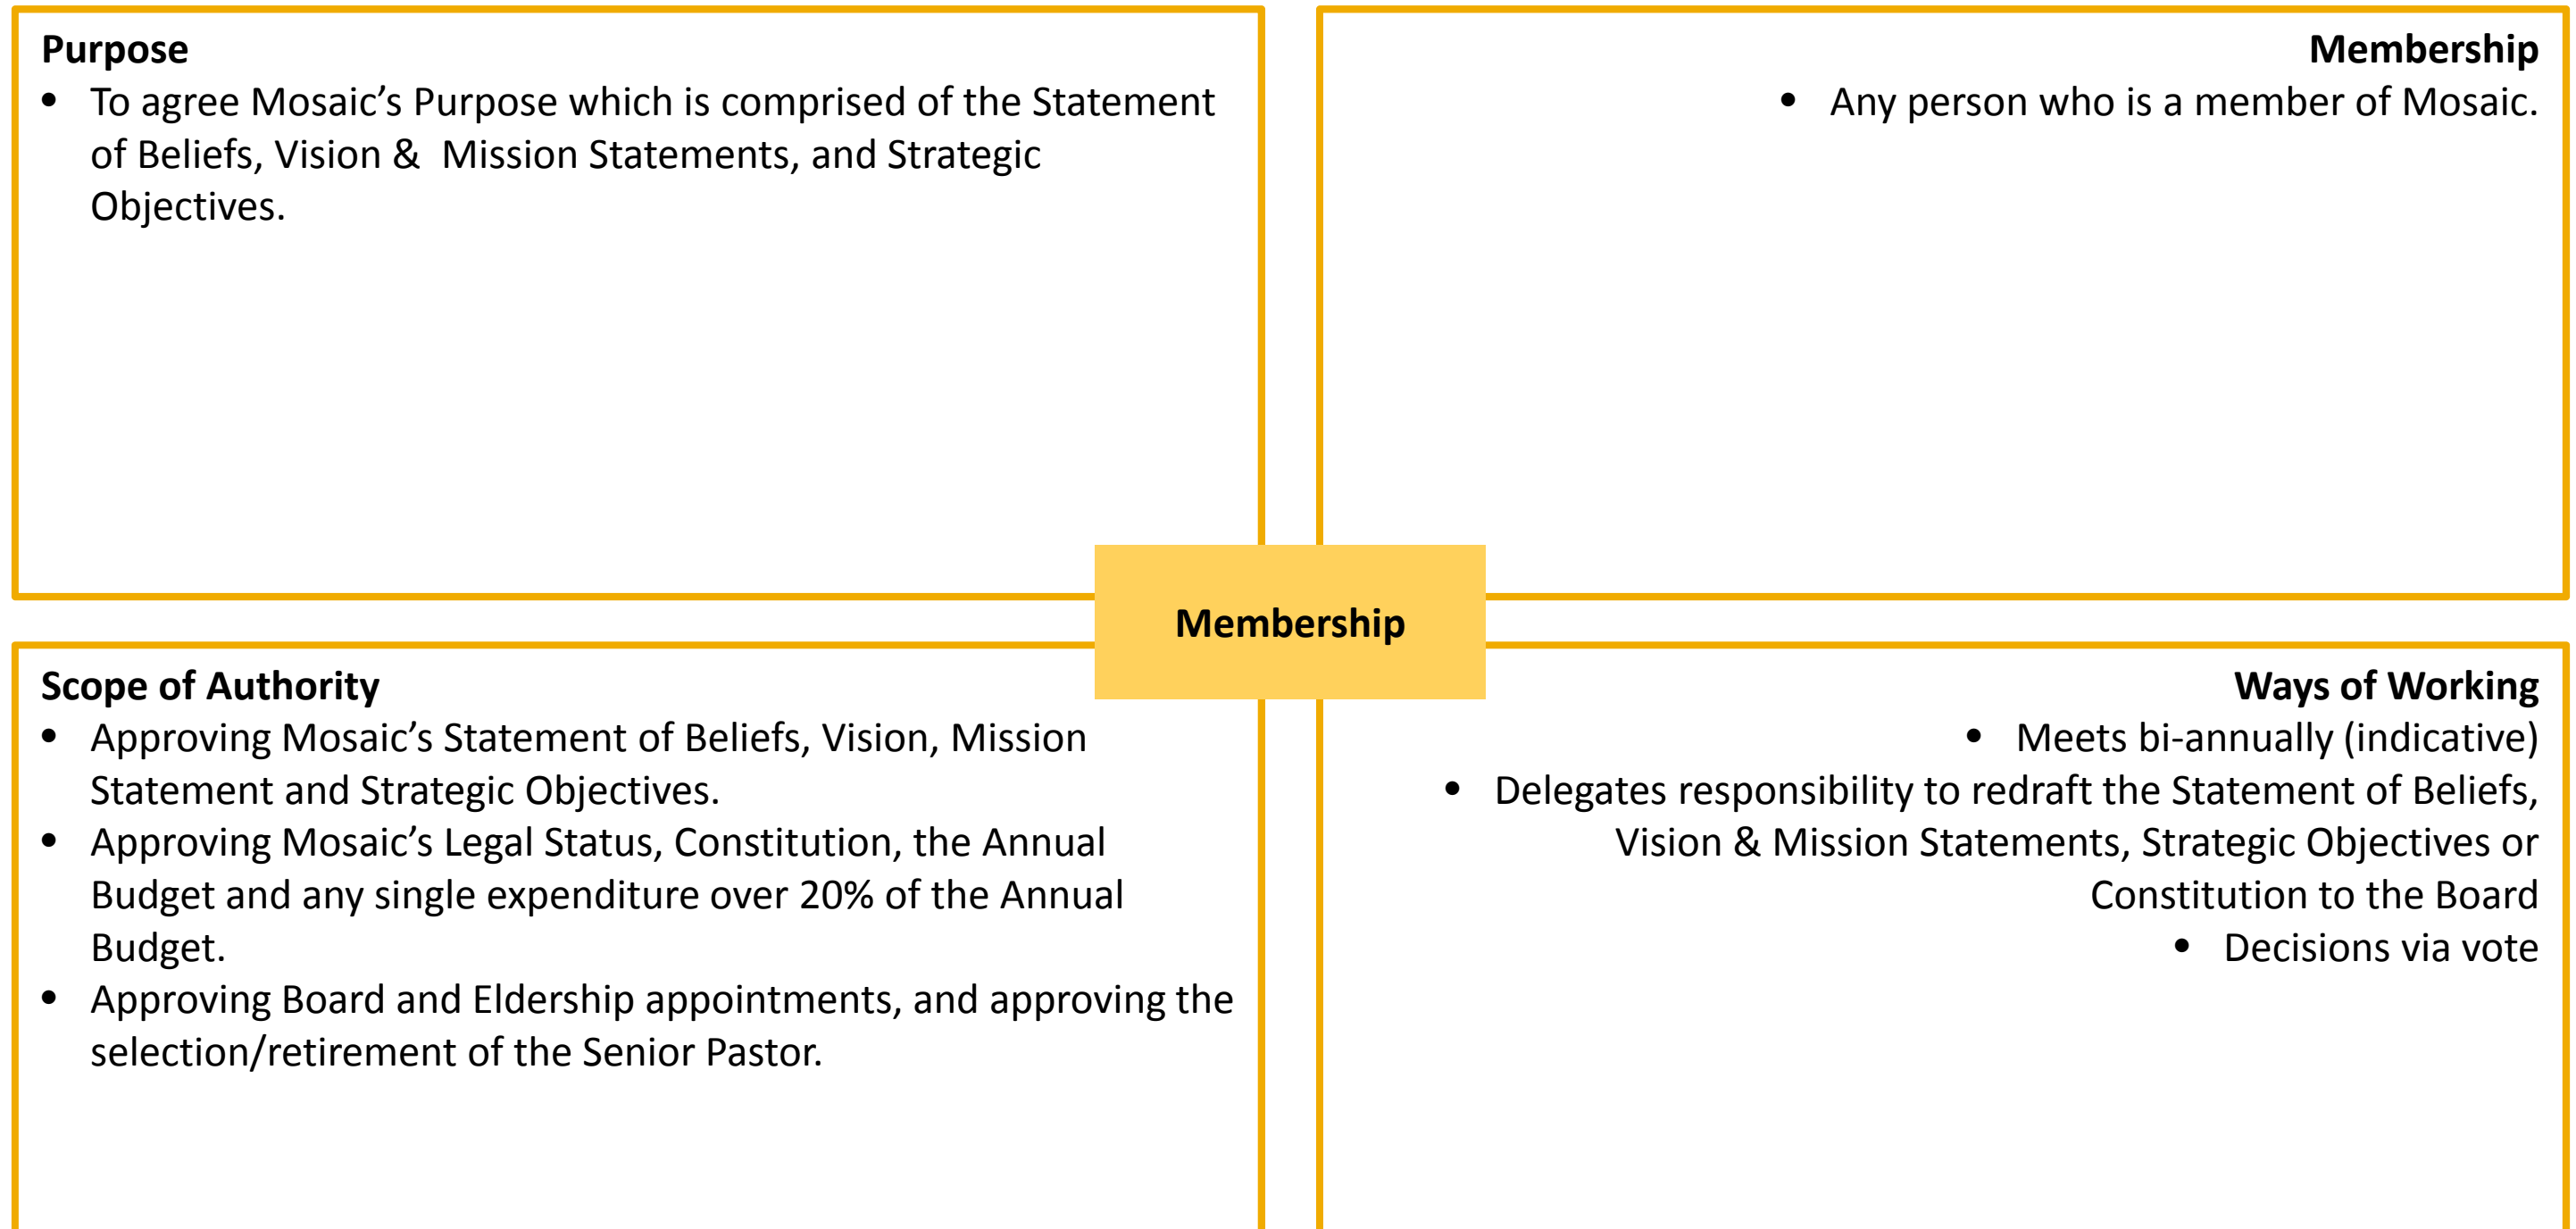 Purpose
• To agree Mosaic’s Purpose which is comprised of the Statement
of Beliefs, Vision &  Mission Statements, and Strategic
Objectives.
Membership
• Any person who is a member of Mosaic.
Membership
Scope of Authority
• Approving Mosaic’s Statement of Beliefs, Vision, Mission
Statement and Strategic Objectives.
• Approving Mosaic’s Legal Status, Constitution, the Annual
Budget and any single expenditure over 20% of the Annual
Budget.
• Approving Board and Eldership appointments, and approving the
selection/retirement of the Senior Pastor.
Ways of Working
• Meets bi-annually (indicative)
• Delegates responsibility to redraft the Statement of Beliefs,
Vision & Mission Statements, Strategic Objectives or
Constitution to the Board
• Decisions via vote